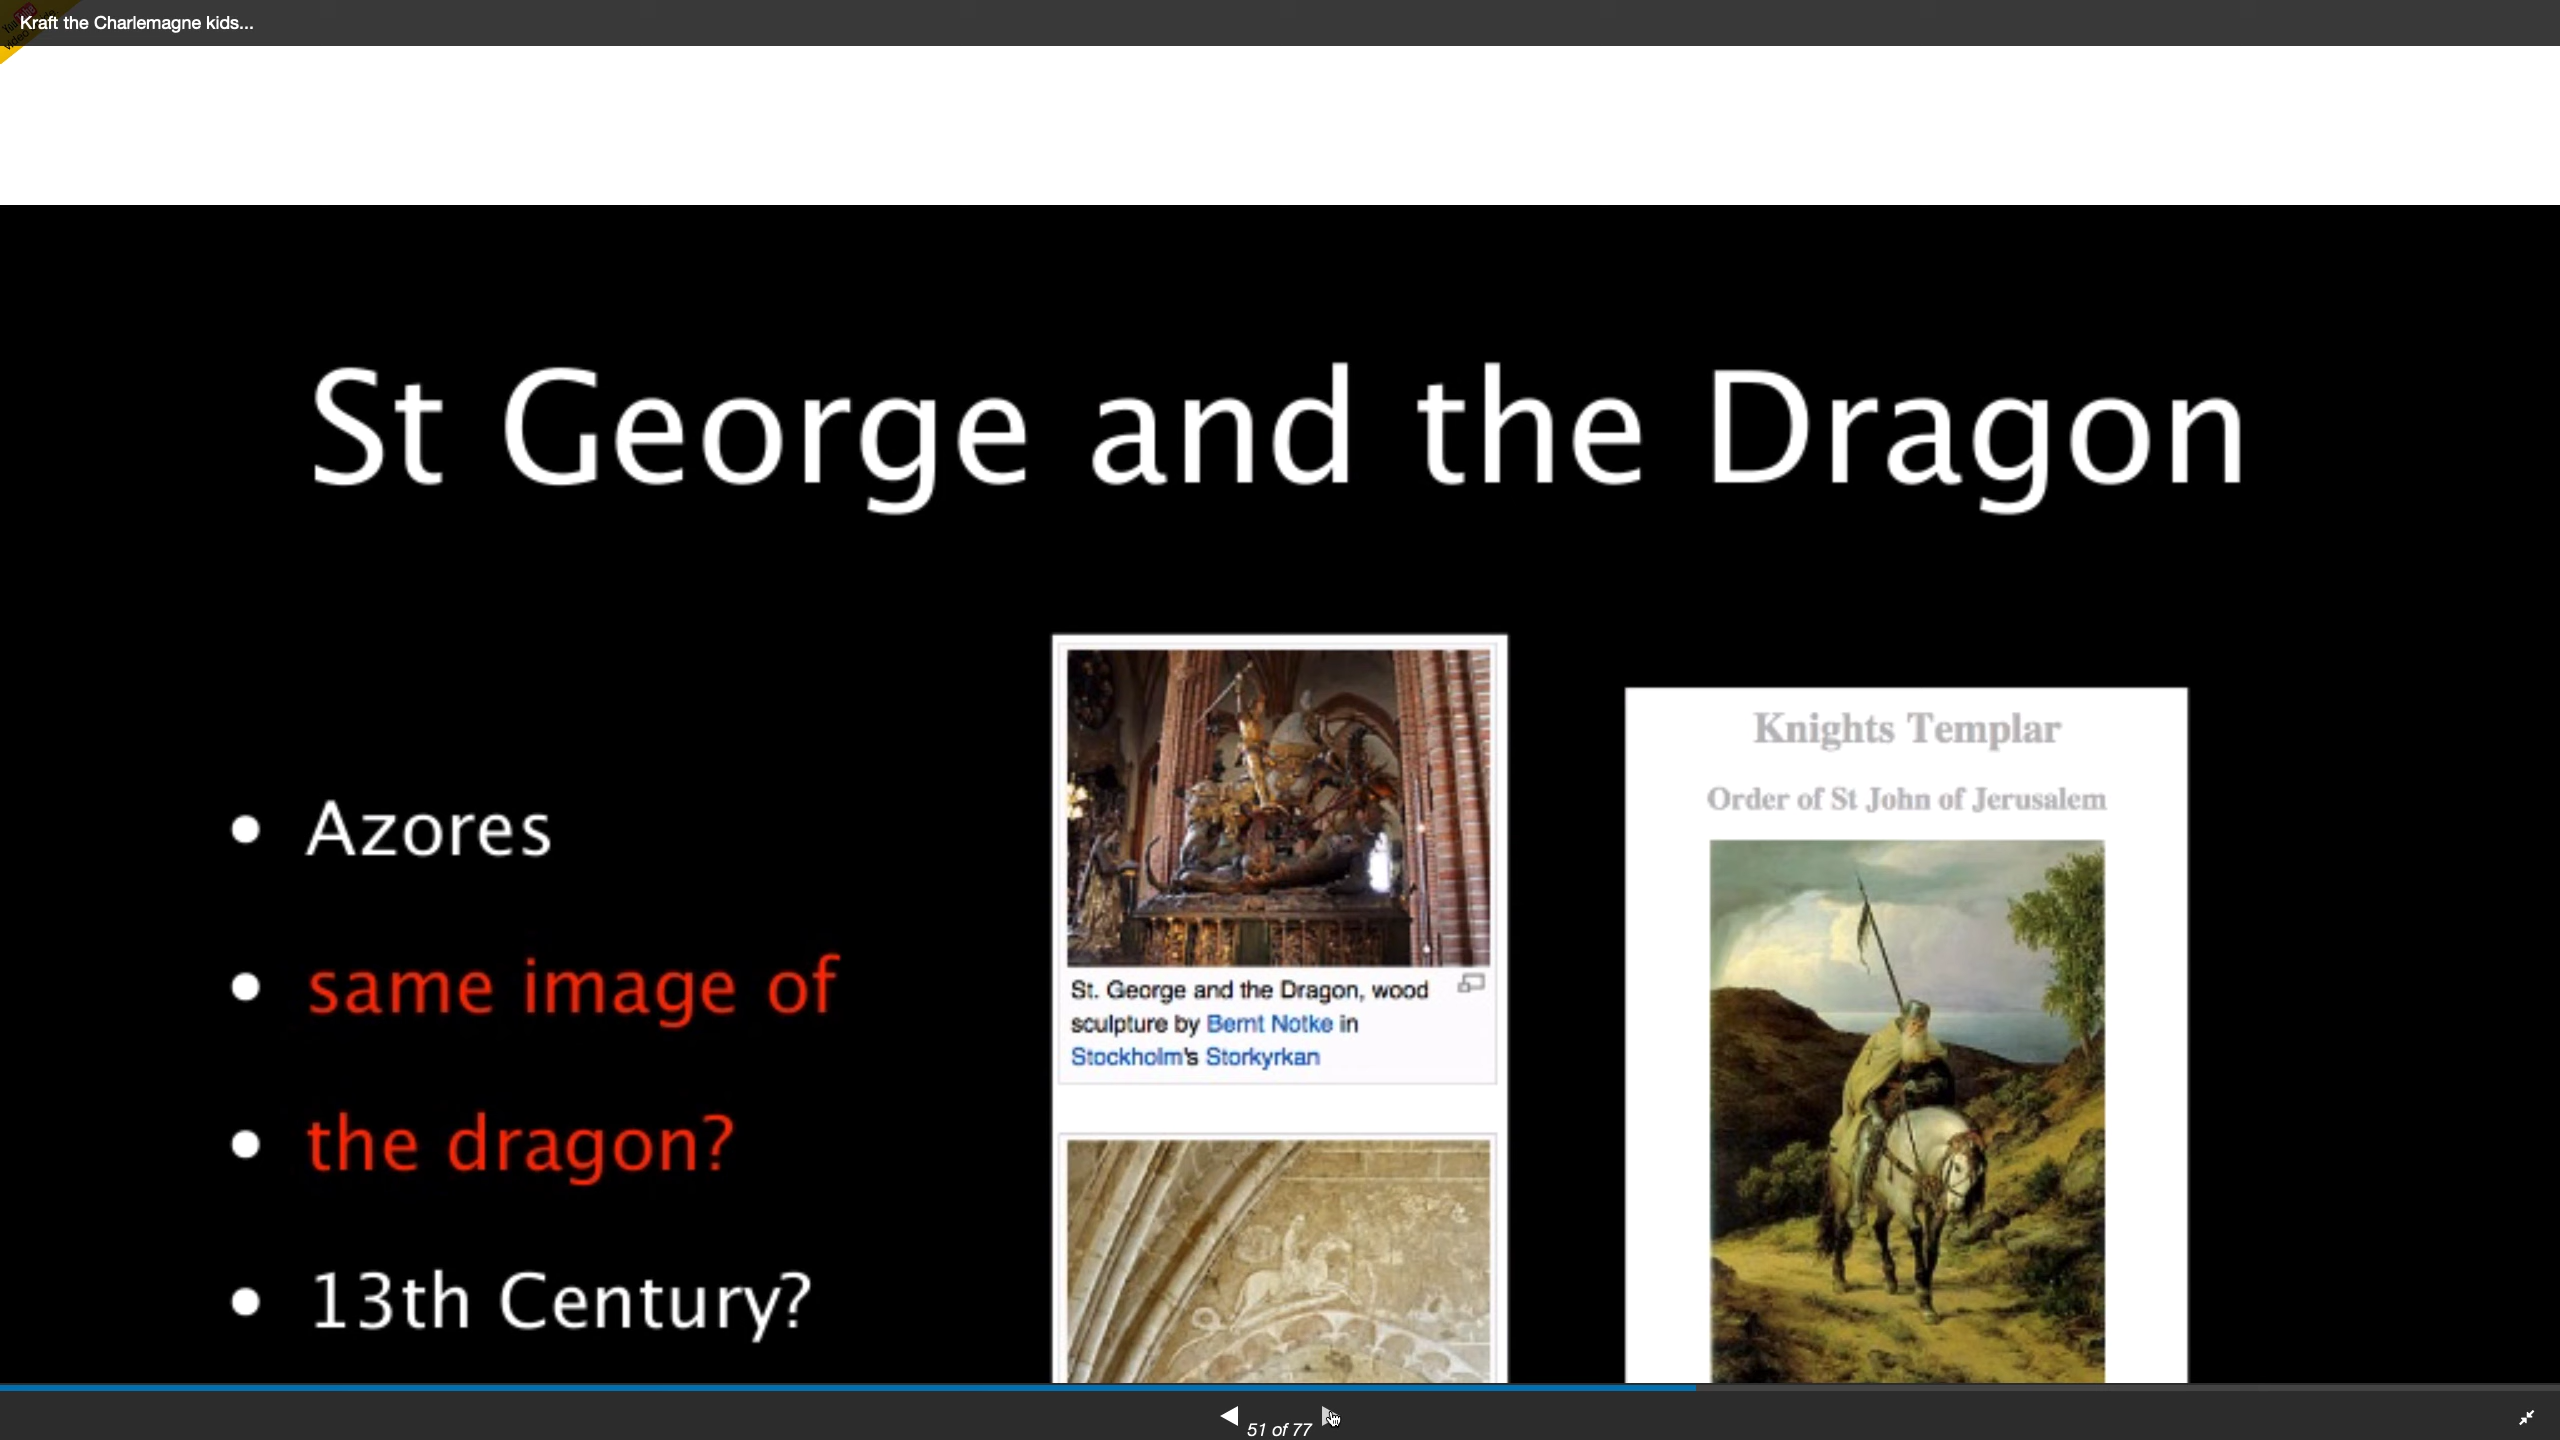 Kraft the Charlemagne kids...
St George and the Dragon
• Azores
• same image of
• the dragon?
• 13th Century?
St. George and the Dragon, wood
sculpture by Bernt Notke in
Stockholm's Storkyrkan
Knights Templar
Order of St John of Jerusalem
51 of 77